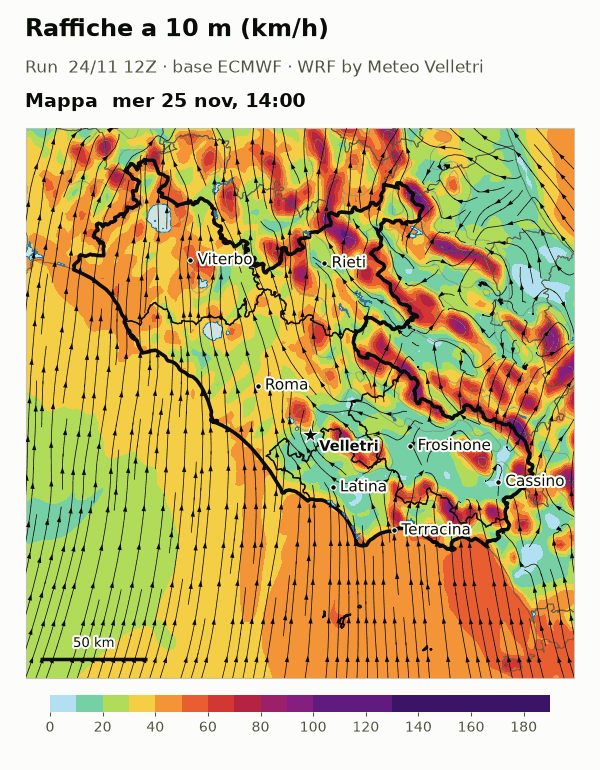 Raffiche a 10 m (km/h)
Run  24/11 12Z · base ECMWF · WRF by Meteo Velletri
Mappa  mer 25 nov, 14:00
Viterbo
Rieti
Roma
Velletri
Frosinone
Cassino
Latina
Terracina
50 km
0 20 40 60 80 100 120 140 160 180